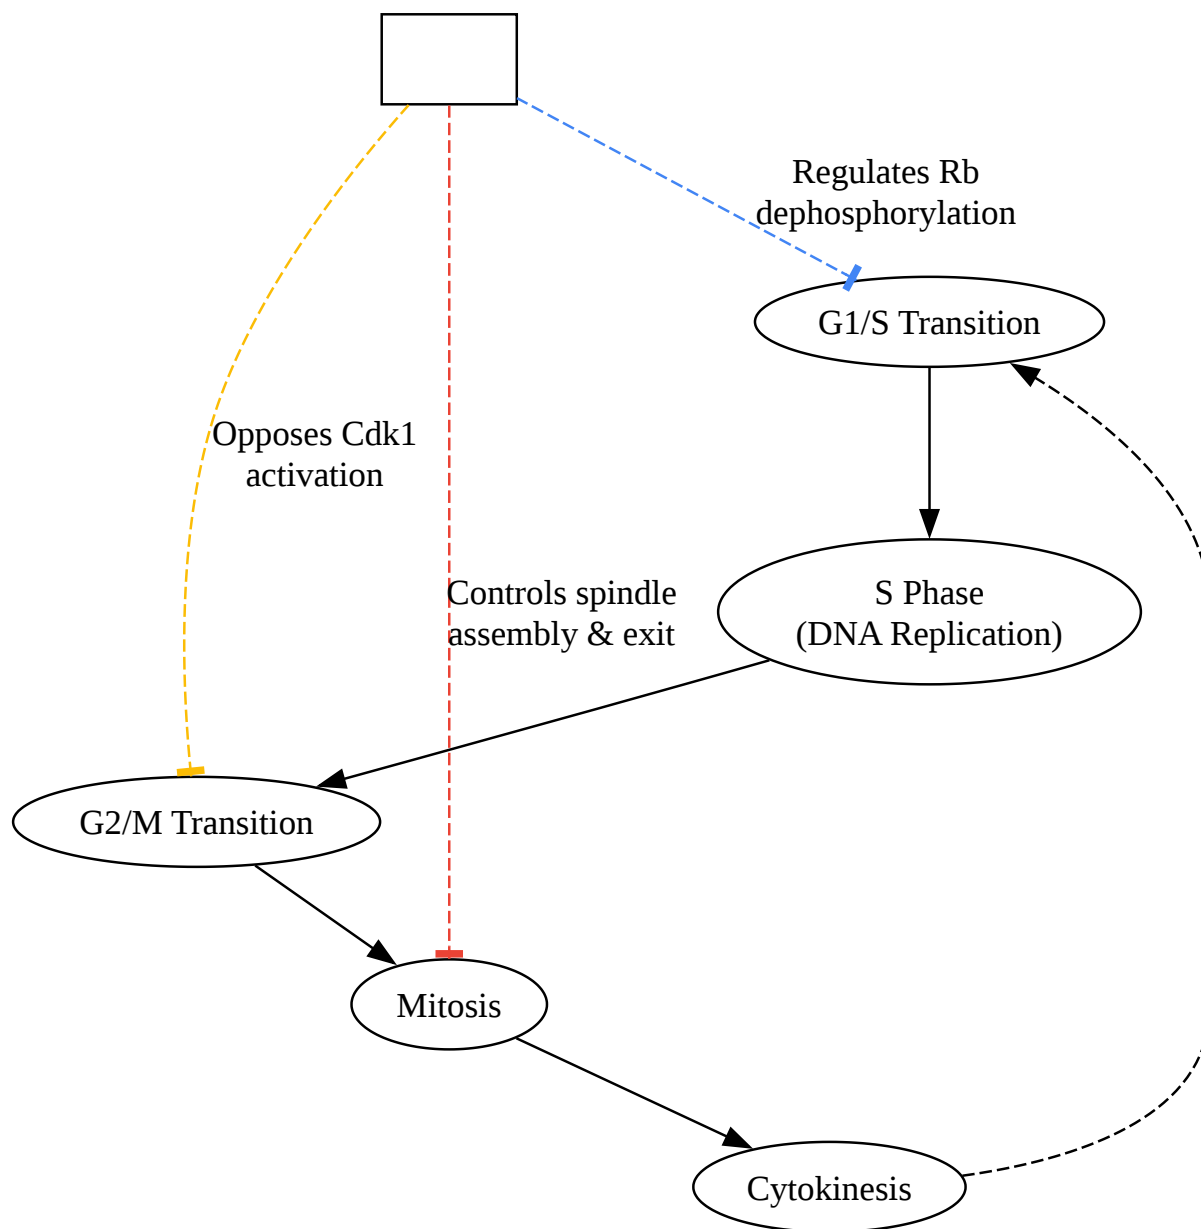 Regulates Rb
dephosphorylation
G1/S Transition
Opposes Cdk1
activation
Controls spindle
assembly & exit
S Phase
(DNA Replication)
G2/M Transition
Mitosis
Cytokinesis